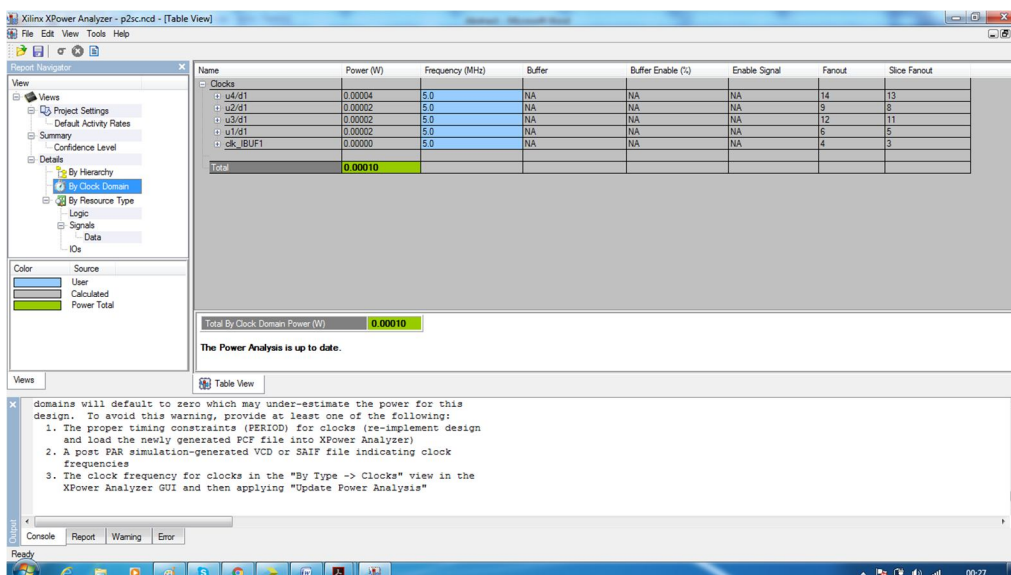 Xilinx XPower Analyzer - p2sc.ncd - [Table View]
File Edit View Tools Help
Report Navigator
View
Views
Project Settings
Default Activity Rates
Summary
Confidence Level
Details
By Hierarchy
By Clock Domain
By Resource Type
Logic
Signals
Data
IOs
Color Source
User
Calculated
Power Total
Views
Name Power (W) Frequency (MHz) Buffer Buffer Enable (%) Enable Signal Fanout Slice Fanout
Clocks
u4/d1 0.00004 5.0 NA NA NA 14 13
u2/d1 0.00002 5.0 NA NA NA 9 8
u3/d1 0.00002 5.0 NA NA NA 12 11
u1/d1 0.00002 5.0 NA NA NA 6 5
clk_IBUF1 0.00000 5.0 NA NA NA 4 3
Total 0.00010
Total By Clock Domain Power (W) 0.00010
The Power Analysis is up to date.
Table View
domains will default to zero which may under-estimate the power for this
design. To avoid this warning, provide at least one of the following:
1. The proper timing constraints (PERIOD) for clocks (re-implement design
and load the newly generated PCF file into XPower Analyzer)
2. A post PAR simulation-generated VCD or SAIF file indicating clock
frequencies
3. The clock frequency for clocks in the "By Type -> Clocks" view in the
XPower Analyzer GUI and then applying "Update Power Analysis"
Output
Console Report Warning Error
Ready
00:27